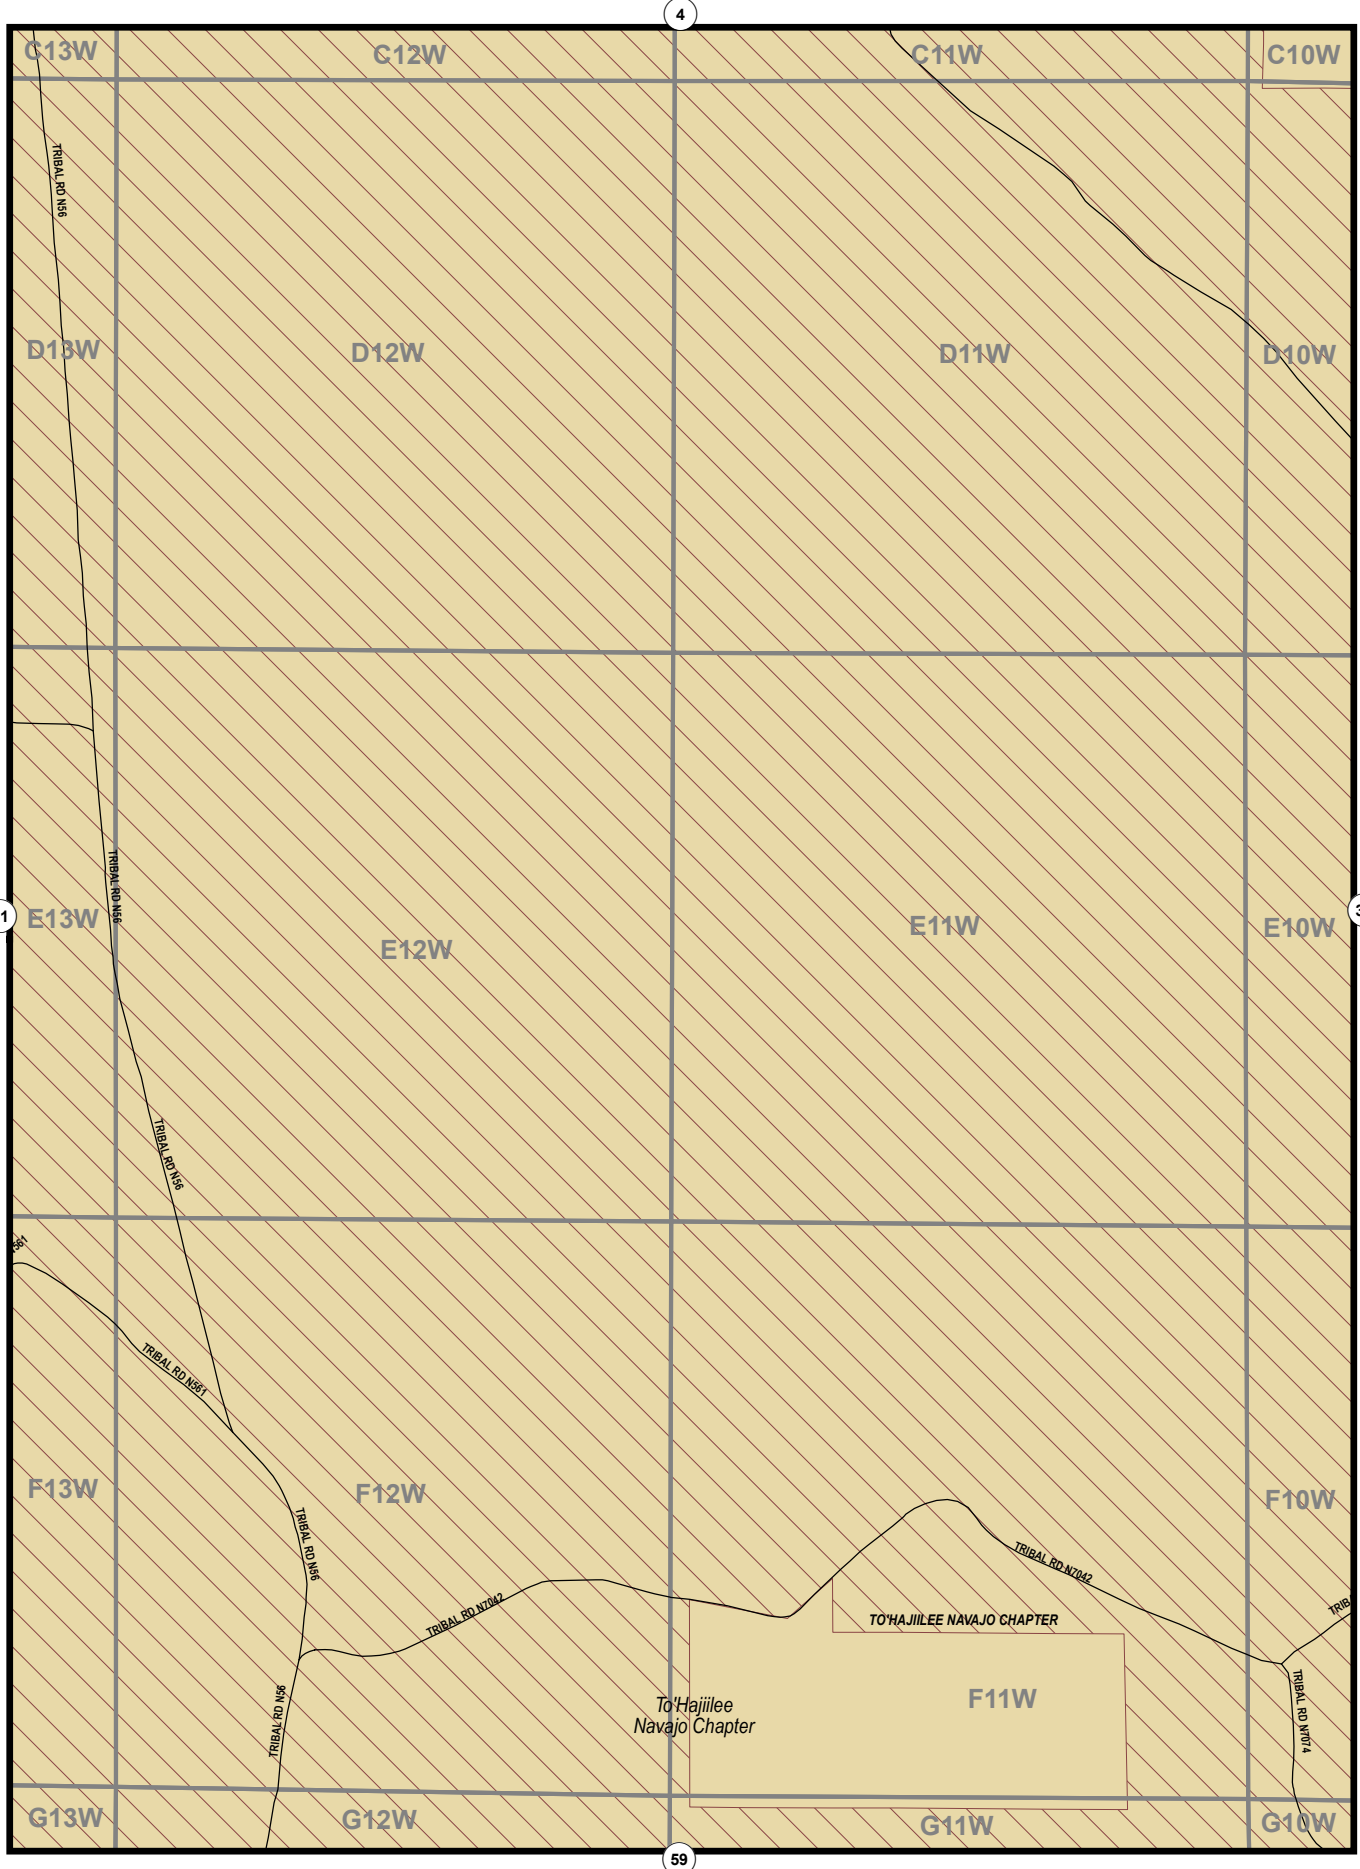 4
C13W
C12W
C11W
C10W
TRIBAL RD N56
D13W
D12W
D11W
D10W
TRIBAL RD N56
1
E13W
E12W
E11W
E10W
TRIBAL RD N56
TRIBAL RD N561
F13W
F12W
F10W
TRIBAL RD N56
TRIBAL RD N7042
TRIBAL RD N7042
TO'HAJIILEE NAVAJO CHAPTER
TRIBAL RD N56
To'Hajiilee
Navajo Chapter
F11W
TRIBAL RD N7074
G13W
G12W
G11W
G10W
59